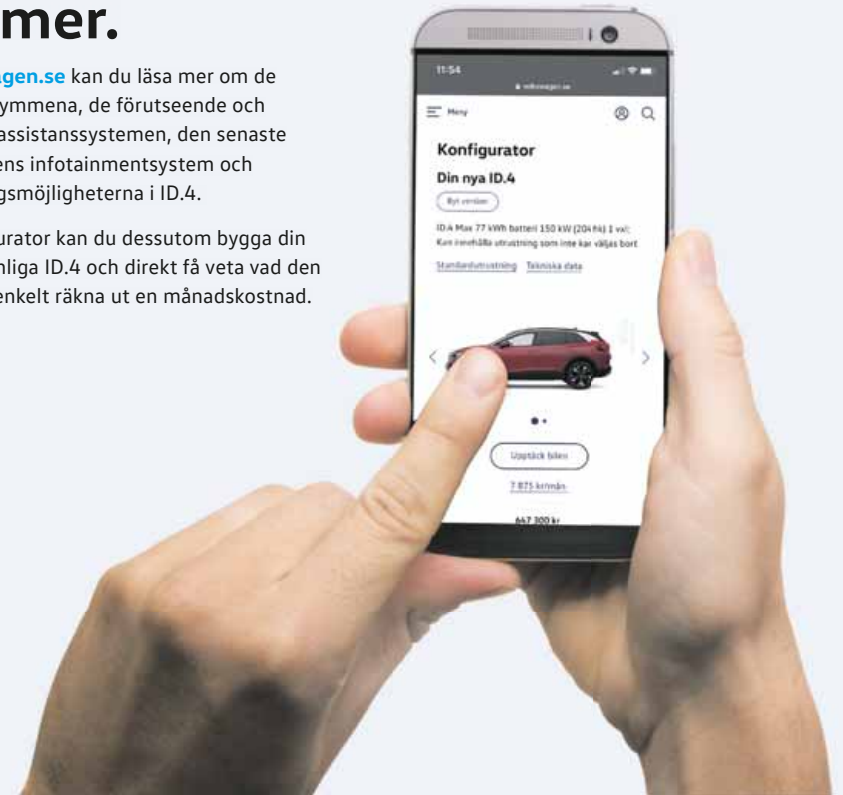 mer.
agen.se kan du läsa mer om de
ymmena, de förutseende och
assistanssystemen, den senaste
ens infotainmentsystem och
gsmöjligheterna i ID.4.
urator kan du dessutom bygga din
nliga ID.4 och direkt få veta vad den
enkelt räkna ut en månadskostnad.
11:54
volkswagen.se
Meny
Konfigurator
Din nya ID.4
Byt version
ID.4 Max 77 kWh batteri 150 kW (204 hk) 1 vxl:
Kan innehålla utrustning som inte kan väljas bort
Standardutrustning Tekniska data
Upptäck bilen
7 875 kr/mån
647 300 kr